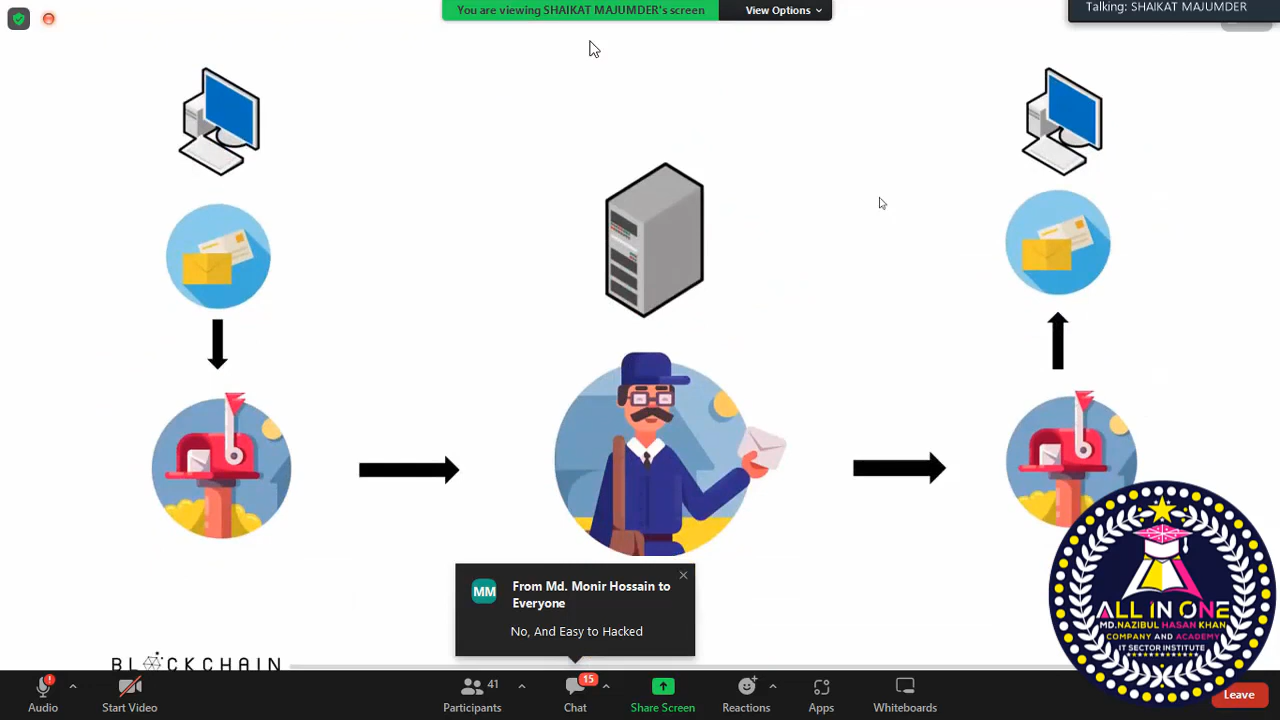 You are viewing SHAIKAT MAJUMDER's screen
View Options
Talking: SHAIKAT MAJUMDER
MM
From Md. Monir Hossain to
Everyone
No, And Easy to Hacked
BLOCKCHAIN
ALL IN ONE
MD.NAZIBUL HASAN KHAN
COMPANY AND ACADEMY
IT SECTOR INSTITUTE
Audio
Start Video
41
Participants
15
Chat
Share Screen
Reactions
Apps
Whiteboards
Leave